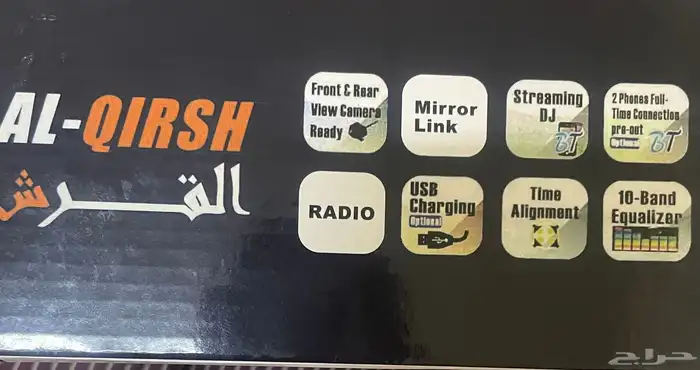 AL-QIRSH
القرش
Front & Rear
View Camera
Ready
Mirror
Link
Streaming
DJ
BT
2 Phones Full-
Time Connection
pre-out
Optional
BT
RADIO
USB
Charging
Optional
Time
Alignment
10-Band
Equalizer
حراج